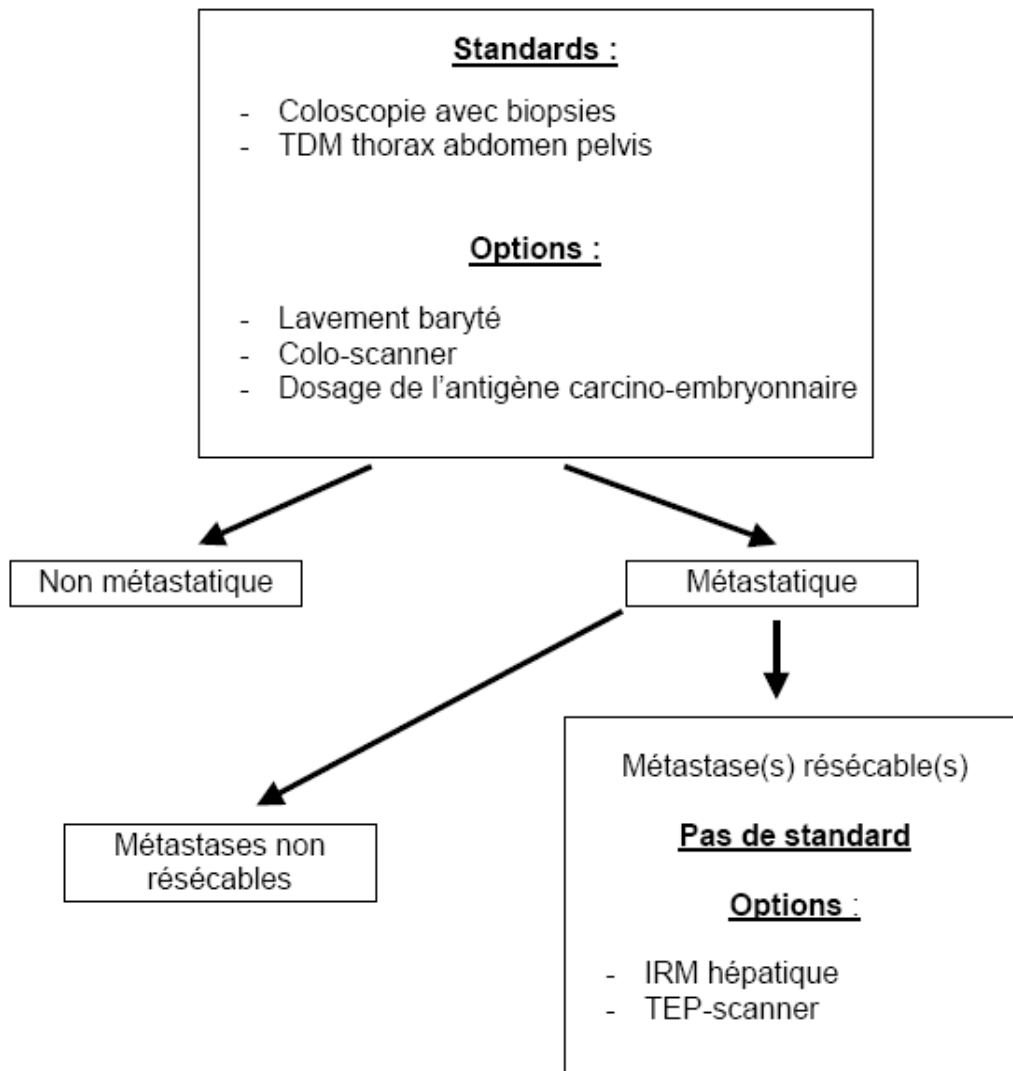 Standards :
- Coloscopie avec biopsies
- TDM thorax abdomen pelvis
Options :
- Lavement baryté
- Colo-scanner
- Dosage de l’antigène carcino-embryonnaire
Non métastatique
Métastatique
Métastases non
résécables
Métastase(s) résécable(s)
Pas de standard
Options :
- IRM hépatique
- TEP-scanner